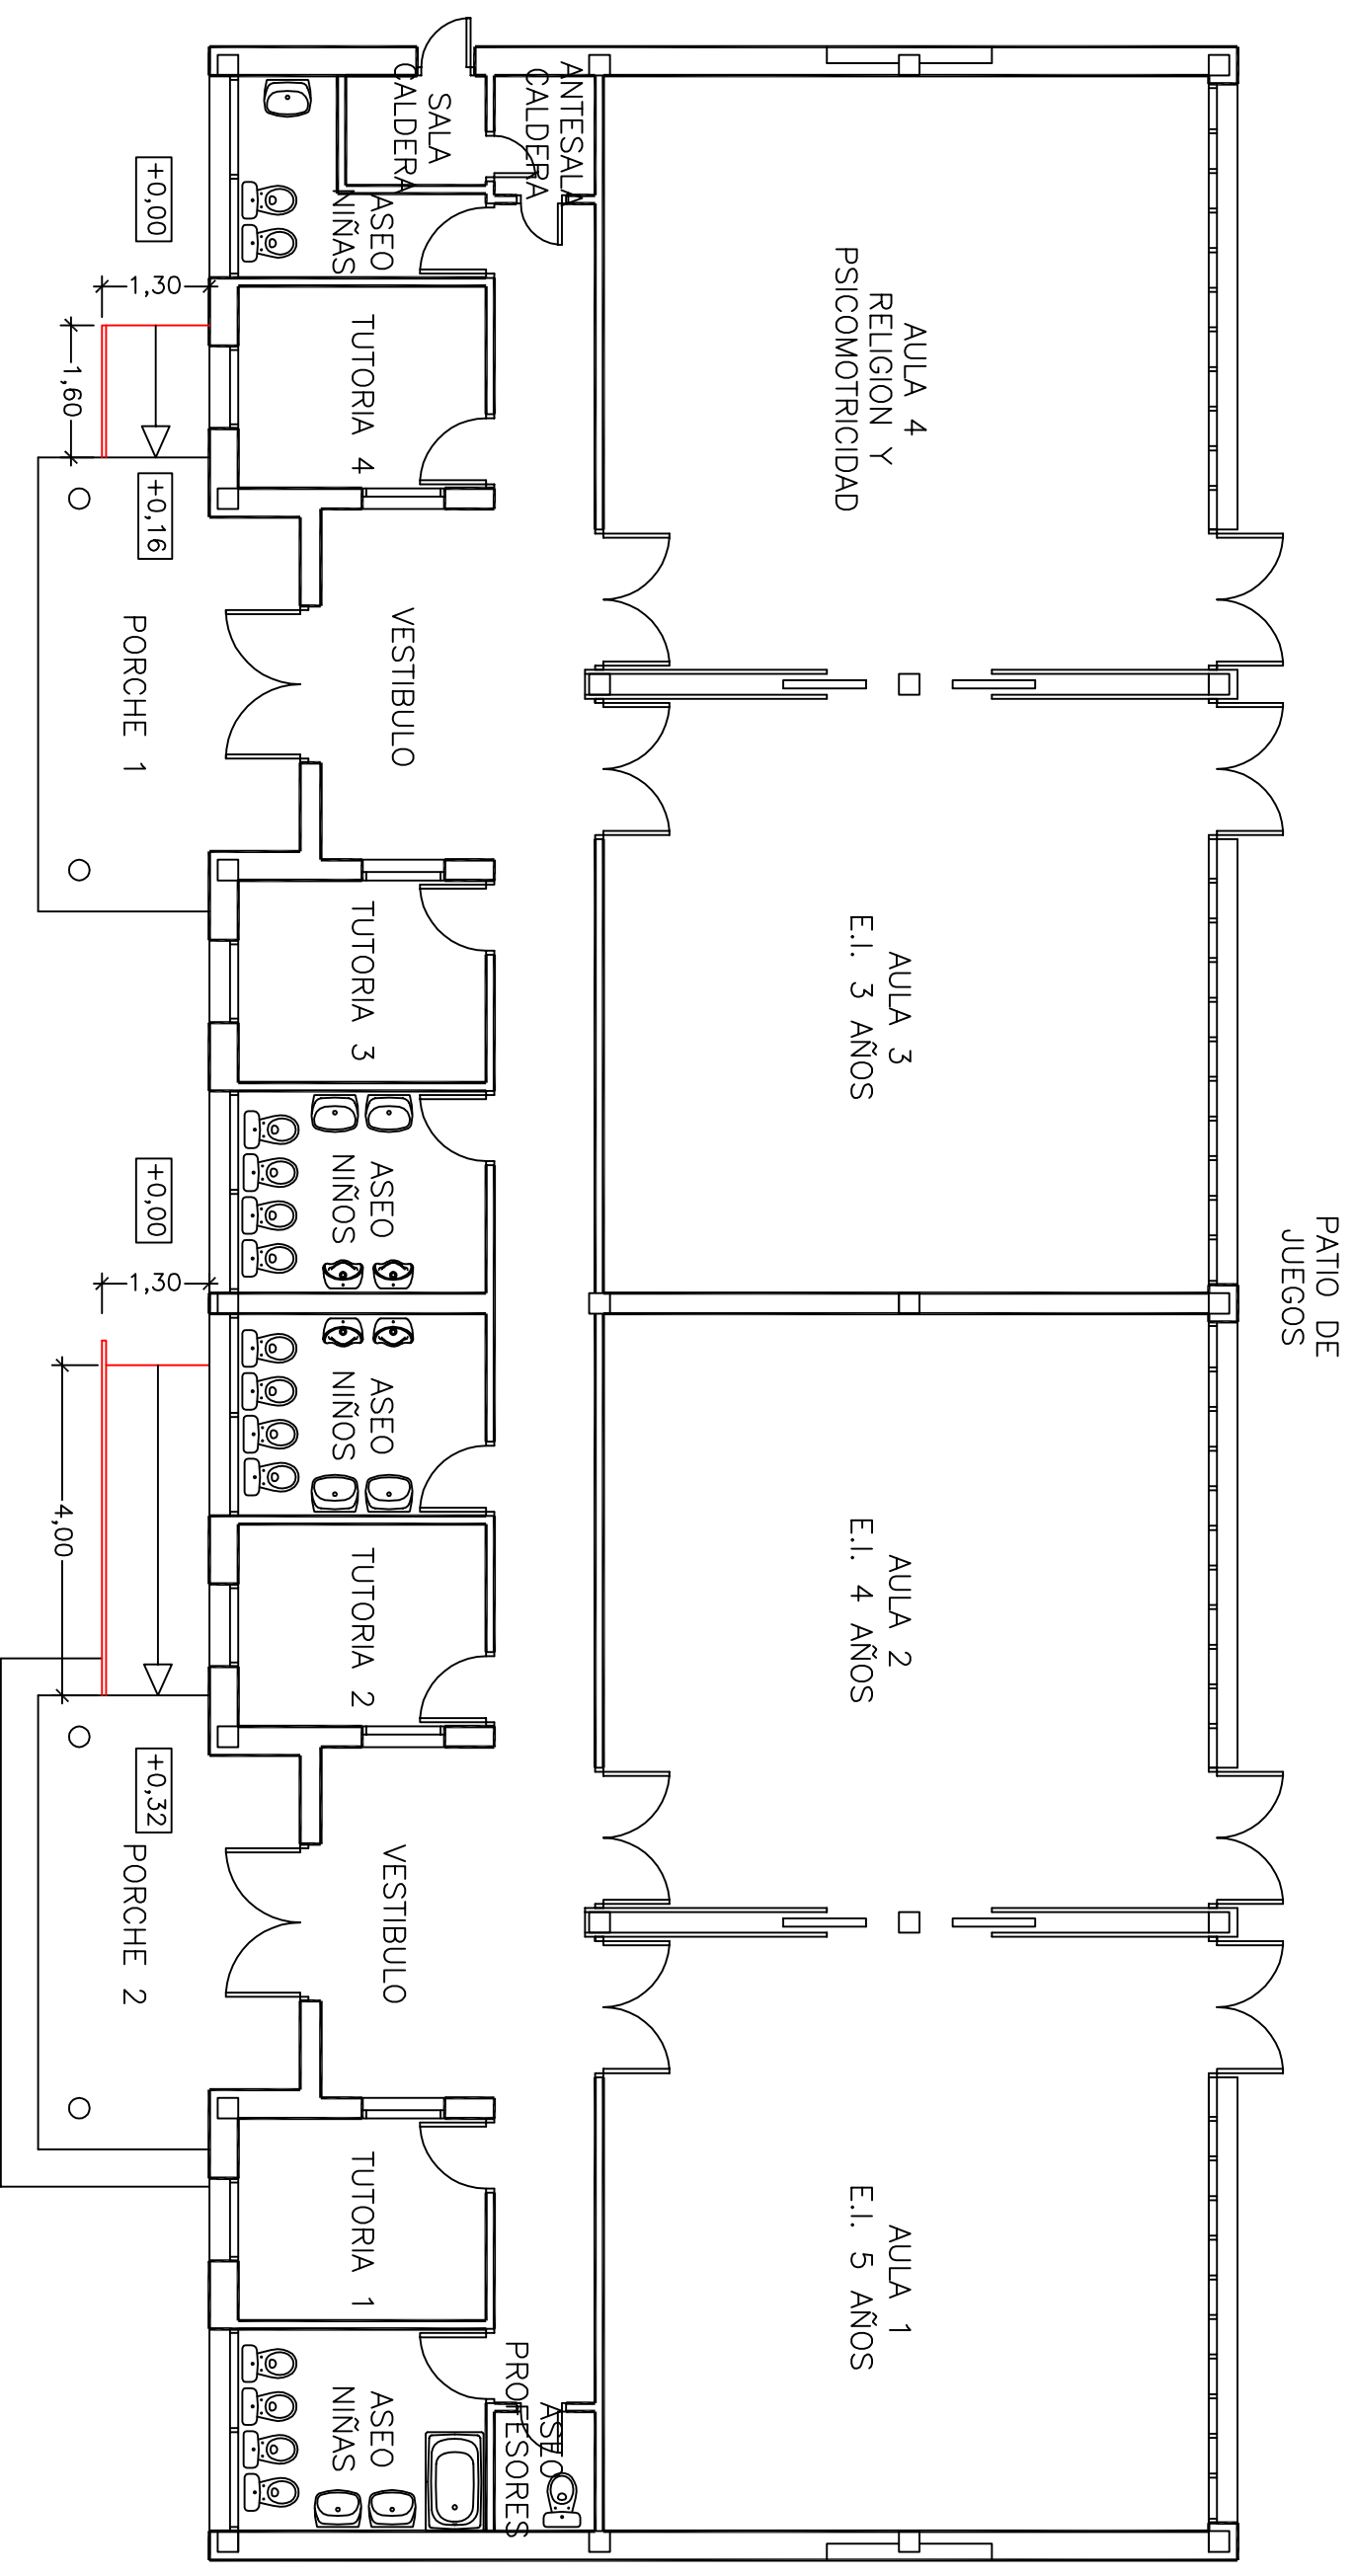 PATIO DE
JUEGOS
AULA 4
RELIGION Y
PSICOMOTRICIDAD
AULA 3
E.I. 3 AÑOS
AULA 2
E.I. 4 AÑOS
AULA 1
E.I. 5 AÑOS
ANTESALA
CALDERA
SALA
CALDERA
ASEO
NIÑAS
TUTORIA 4
VESTIBULO
TUTORIA 3
ASEO
NIÑOS
ASEO
NIÑOS
TUTORIA 2
VESTIBULO
TUTORIA 1
ASEO
NIÑAS
ASEO
PROFESORES
+0,00
1,30
1,60
+0,16
PORCHE 1
+0,00
1,30
4,00
+0,32
PORCHE 2